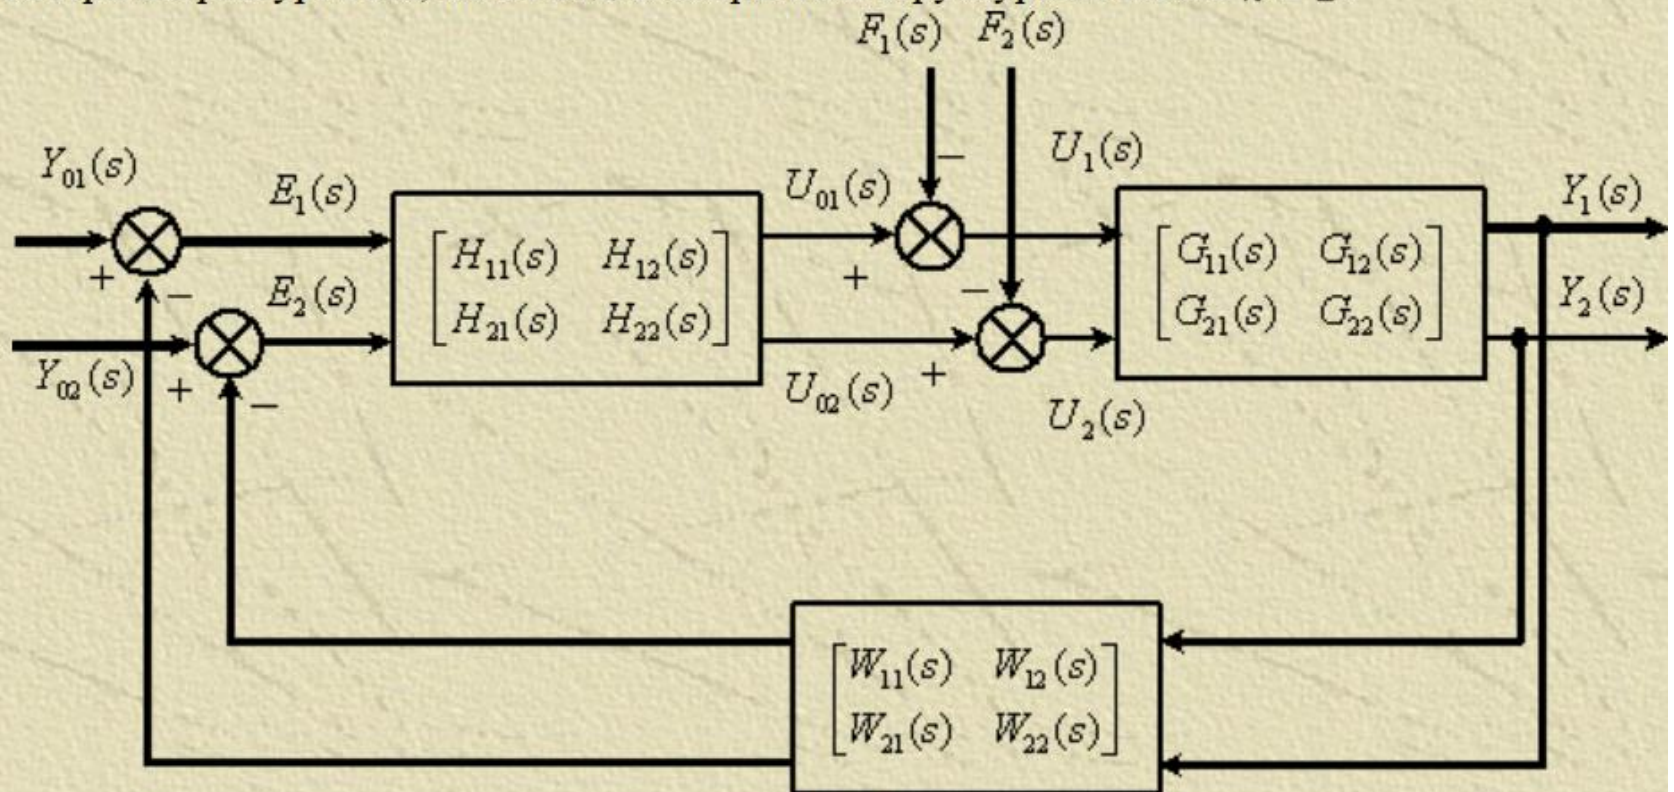 F₁(s) F₂(s)
Y₀₁(s)
E₁(s)
U₀₁(s)
−
U₁(s)
Y₁(s)
[H₁₁(s) H₁₂(s)]
[H₂₁(s) H₂₂(s)]
[G₁₁(s) G₁₂(s)]
[G₂₁(s) G₂₂(s)]
+
−
E₂(s)
+
−
Y₂(s)
Y₀₂(s)
+
−
U₀₂(s)
+
U₂(s)
[W₁₁(s) W₁₂(s)]
[W₂₁(s) W₂₂(s)]